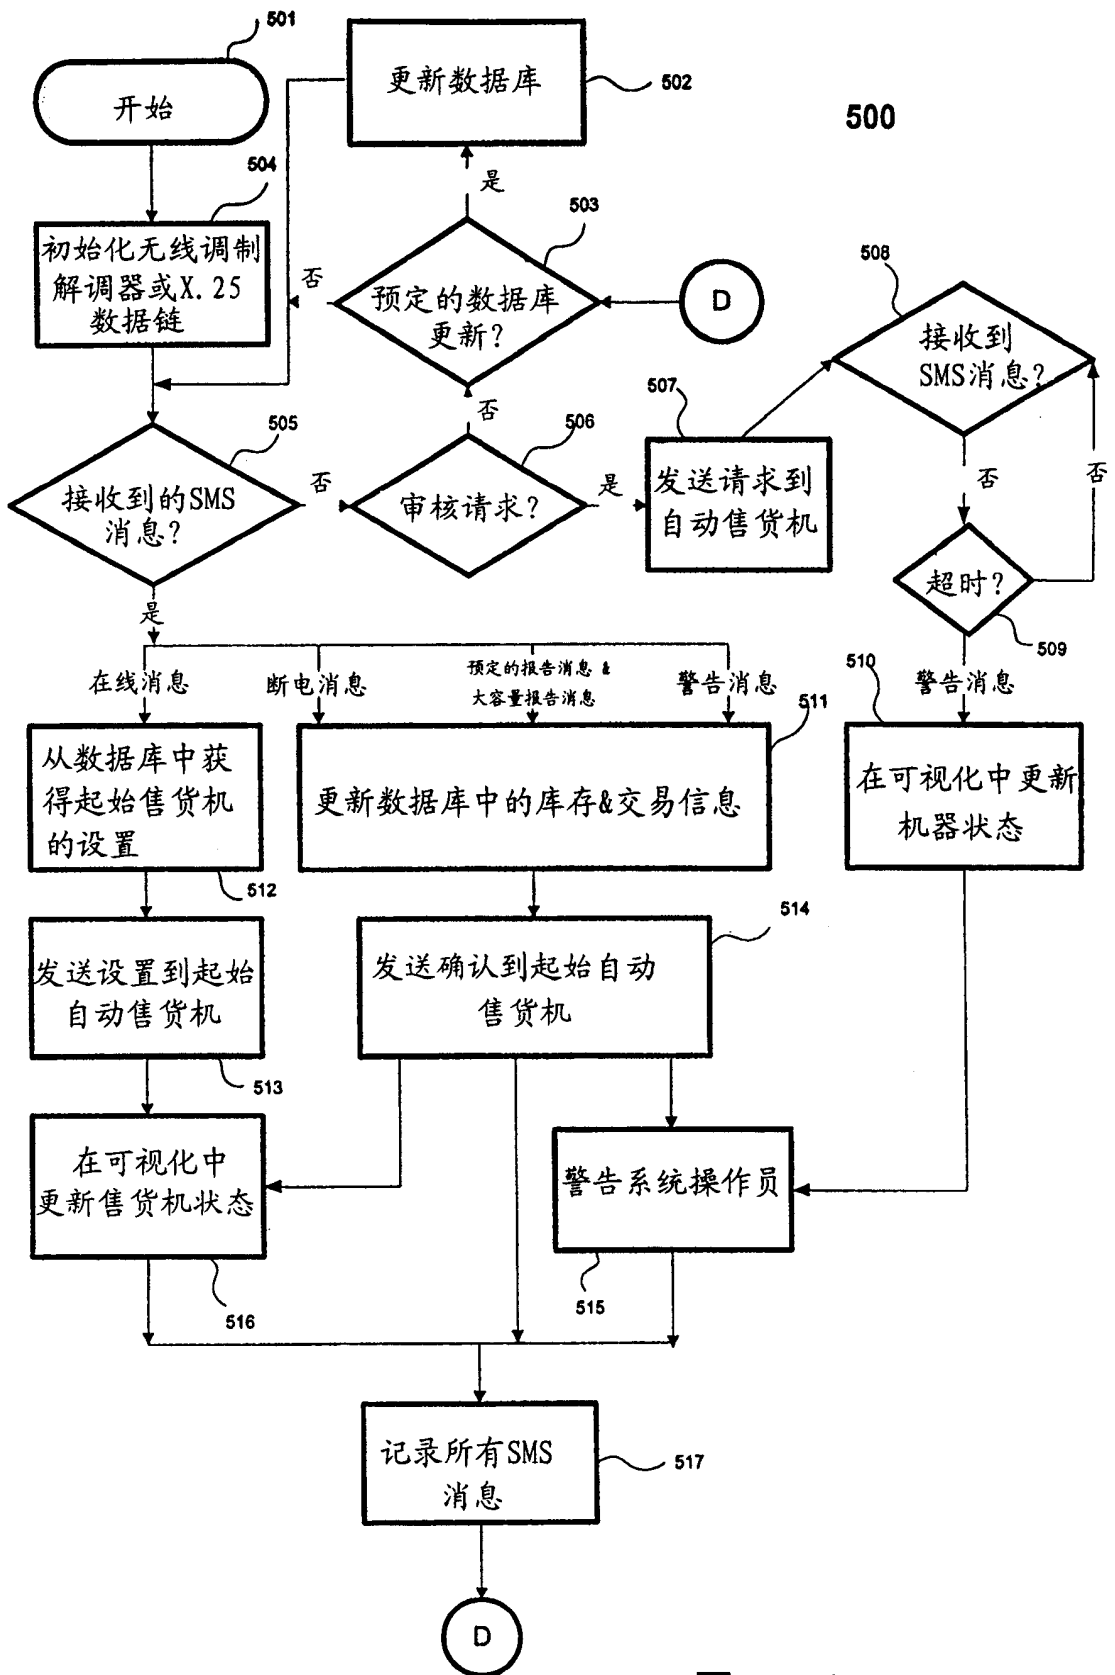 501
开始
更新数据库
502
500
504
是
503
初始化无线调制
解调器或X.25
数据链
否
预定的数据库
更新？
D
508
接收到
SMS消息？
507
505
否
506
接收到的SMS
消息？
否
审核请求？
是
发送请求到
自动售货机
否
否
超时？
509
是
在线消息
断电消息
预定的报告消息 &
大容量报告消息
警告消息
510
警告消息
511
从数据库中获
得起始售货机
的设置
更新数据库中的库存&交易信息
在可视化中更新
机器状态
512
514
发送设置到起始
自动售货机
发送确认到起始自动
售货机
513
在可视化中
更新售货机状态
警告系统操作员
516
515
记录所有SMS
消息
517
D